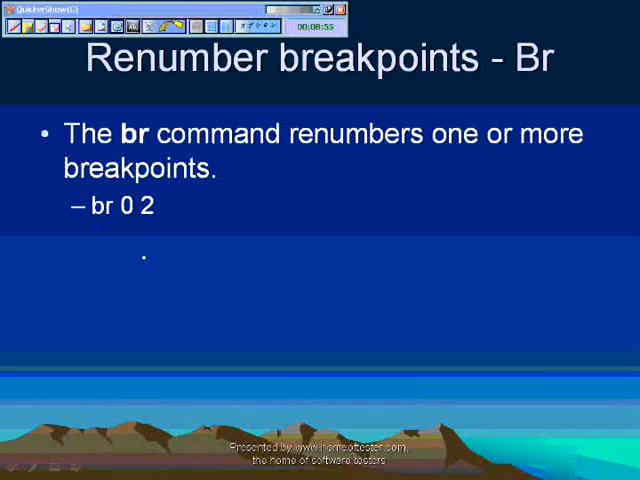 QuickerShow(C)
00:08:55
Renumber breakpoints - Br
• The br command renumbers one or more
breakpoints.
– br 0 2
Presented by www.homeoftester.com,
the home of software testers